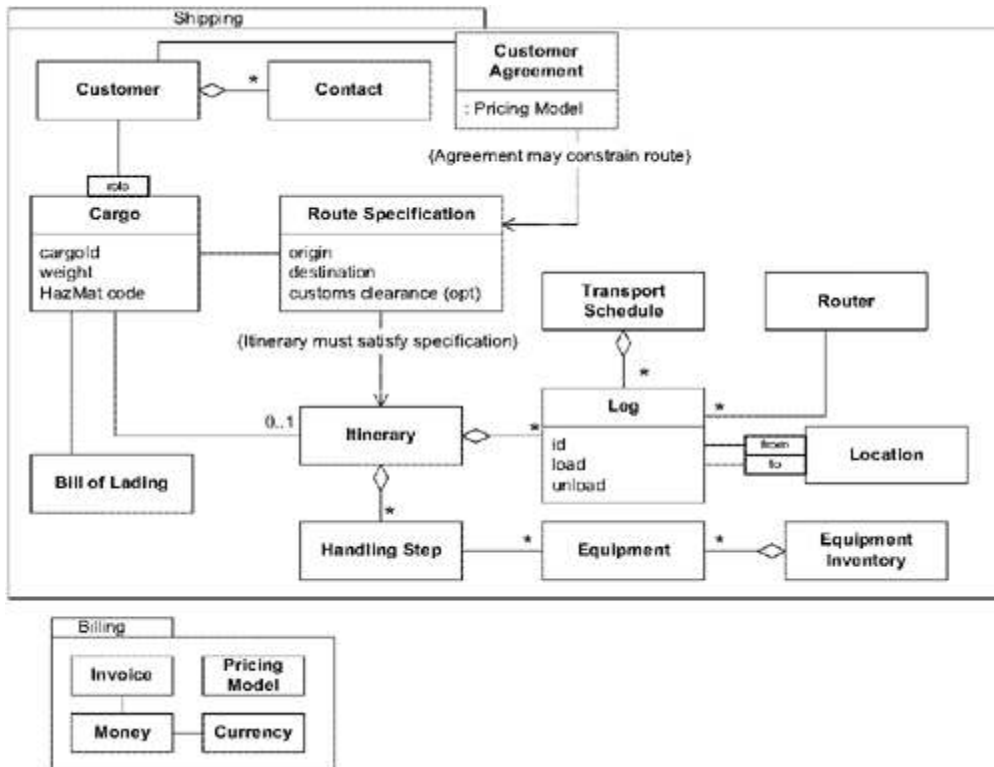 Shipping
Customer
Agreement
: Pricing Model
Customer
*
Contact
{Agreement may constrain route}
role
Cargo
cargoId
weight
HazMat code
Route Specification
origin
destination
customs clearance (opt)
Transport
Schedule
Router
{Itinerary must satisfy specification}
*
Leg
id
load
unload
*
0..1
Itinerary
*
from
to
Location
Bill of Lading
*
Handling Step
*
Equipment
*
Equipment
Inventory
Billing
Invoice
Pricing
Model
Money
Currency